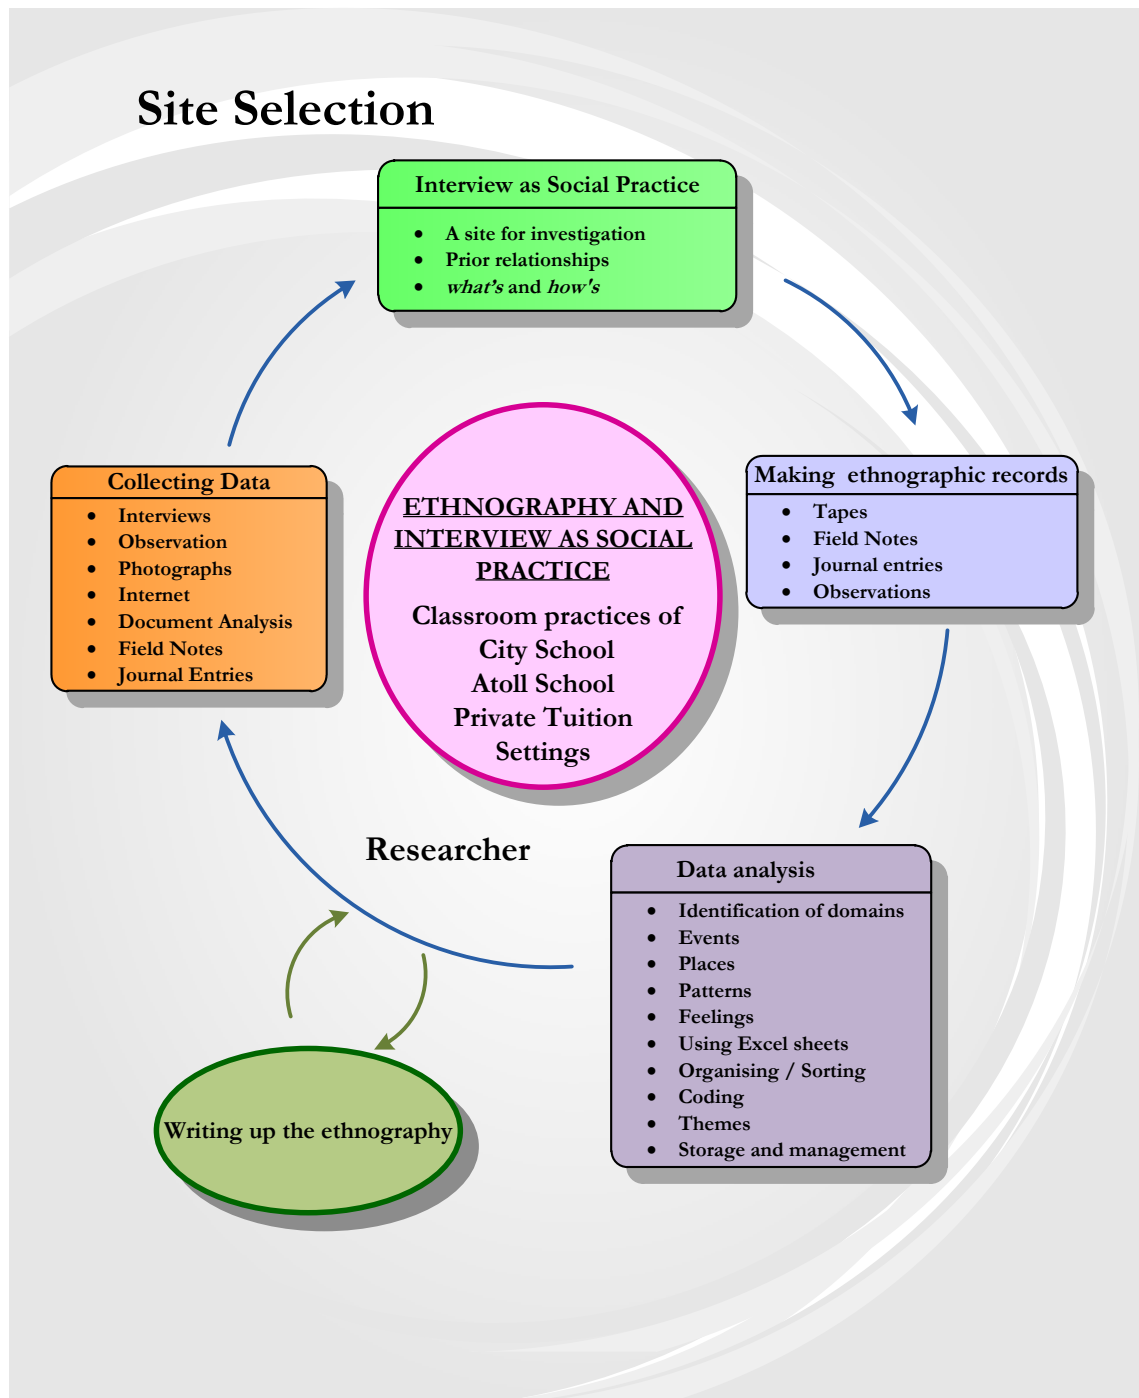 Site Selection
Interview as Social Practice
• A site for investigation
• Prior relationships
• what's and how's
Making ethnographic records
• Tapes
• Field Notes
• Journal entries
• Observations
Collecting Data
• Interviews
• Observation
• Photographs
• Internet
• Document Analysis
• Field Notes
• Journal Entries
ETHNOGRAPHY AND
INTERVIEW AS SOCIAL
PRACTICE
Classroom practices of
City School
Atoll School
Private Tuition
Settings
Researcher
Data analysis
• Identification of domains
• Events
• Places
• Patterns
• Feelings
• Using Excel sheets
• Organising / Sorting
• Coding
• Themes
• Storage and management
Writing up the ethnography